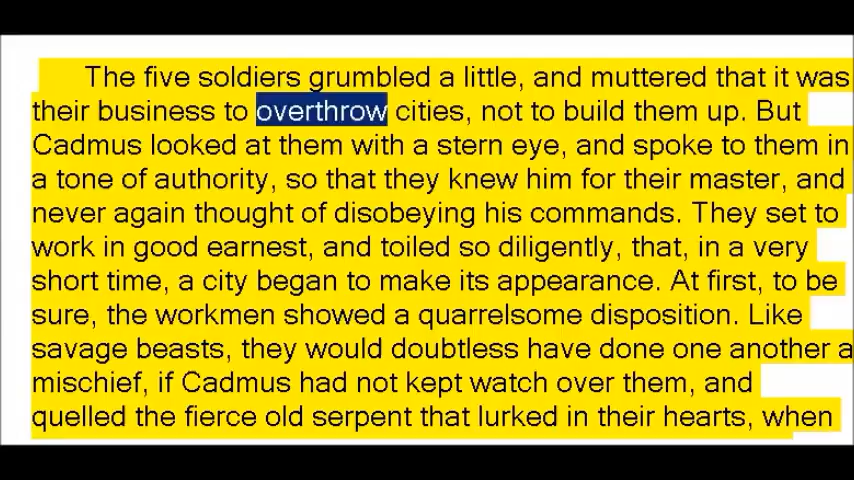 The five soldiers grumbled a little, and muttered that it was
their business to overthrow cities, not to build them up. But
Cadmus looked at them with a stern eye, and spoke to them in
a tone of authority, so that they knew him for their master, and
never again thought of disobeying his commands. They set to
work in good earnest, and toiled so diligently, that, in a very
short time, a city began to make its appearance. At first, to be
sure, the workmen showed a quarrelsome disposition. Like
savage beasts, they would doubtless have done one another a
mischief, if Cadmus had not kept watch over them, and
quelled the fierce old serpent that lurked in their hearts, when